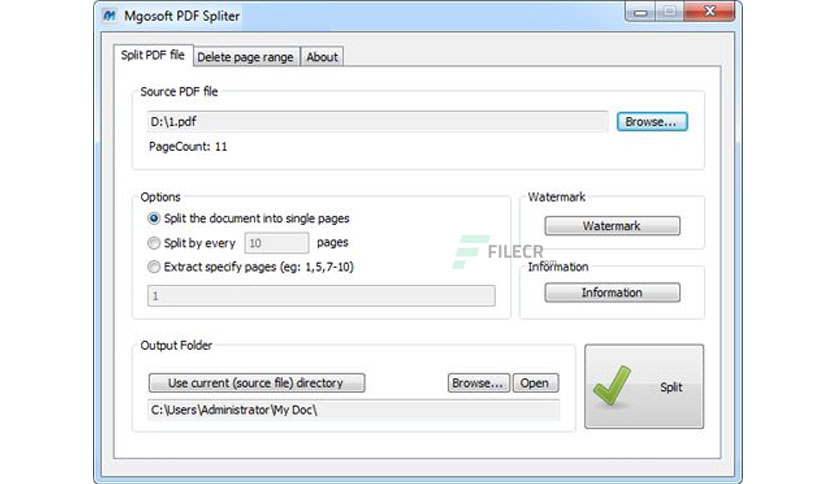 Mgosoft PDF Spliter
Split PDF file
Delete page range
About
Source PDF file
D:\1.pdf
Browse...
PageCount: 11
Options
Split the document into single pages
Split by every 10 pages
Extract specify pages (eg: 1,5,7-10)
1
Watermark
Watermark
FILECR
.com
Information
Information
Output Folder
Use current (source file) directory
Browse...
Open
C:\Users\Administrator\My Doc\
Split